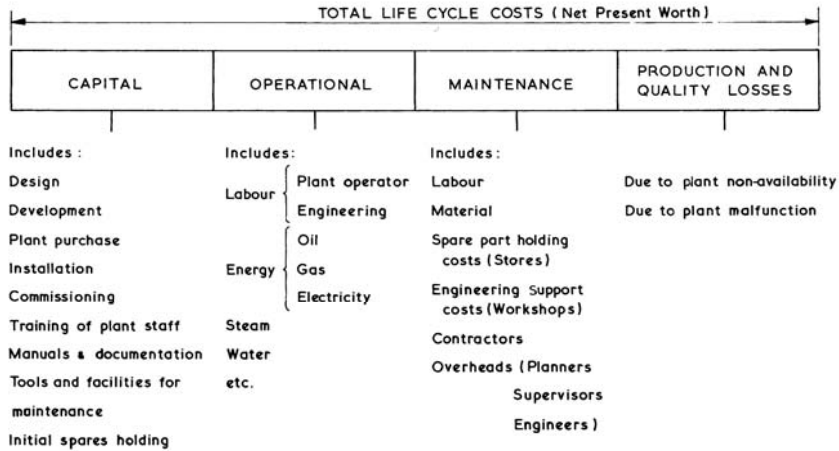 TOTAL LIFE CYCLE COSTS (Net Present Worth)
CAPITAL
OPERATIONAL
MAINTENANCE
PRODUCTION AND
QUALITY LOSSES
Includes :
Design
Development
Plant purchase
Installation
Commissioning
Training of plant staff
Manuals & documentation
Tools and facilities for
maintenance
Initial spares holding
Includes:
Labour
Plant operator
Engineering
Energy
Oil
Gas
Electricity
Steam
Water
etc.
Includes:
Labour
Material
Spare part holding
costs (Stores)
Engineering Support
costs (Workshops)
Contractors
Overheads (Planners
Supervisors
Engineers)
Due to plant non-availability
Due to plant malfunction